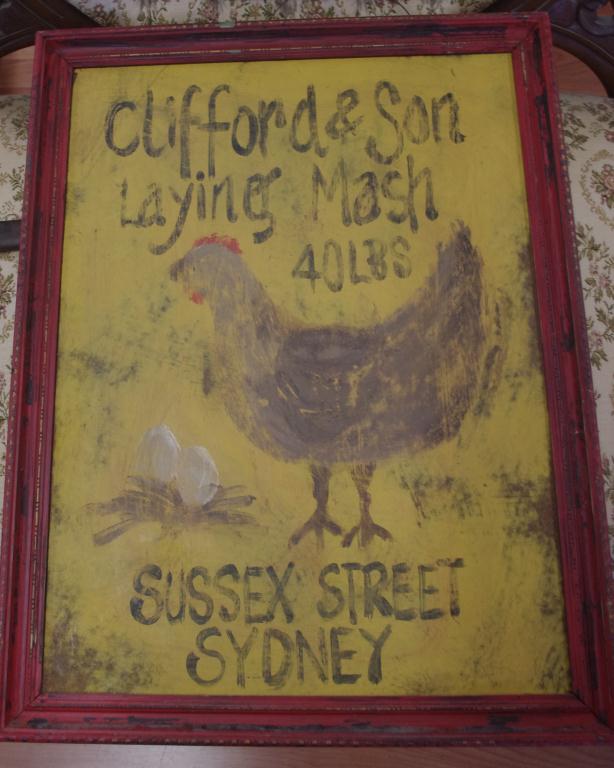 Clifford & Son
Laying Mash
40LBS
SUSSEX STREET
SYDNEY